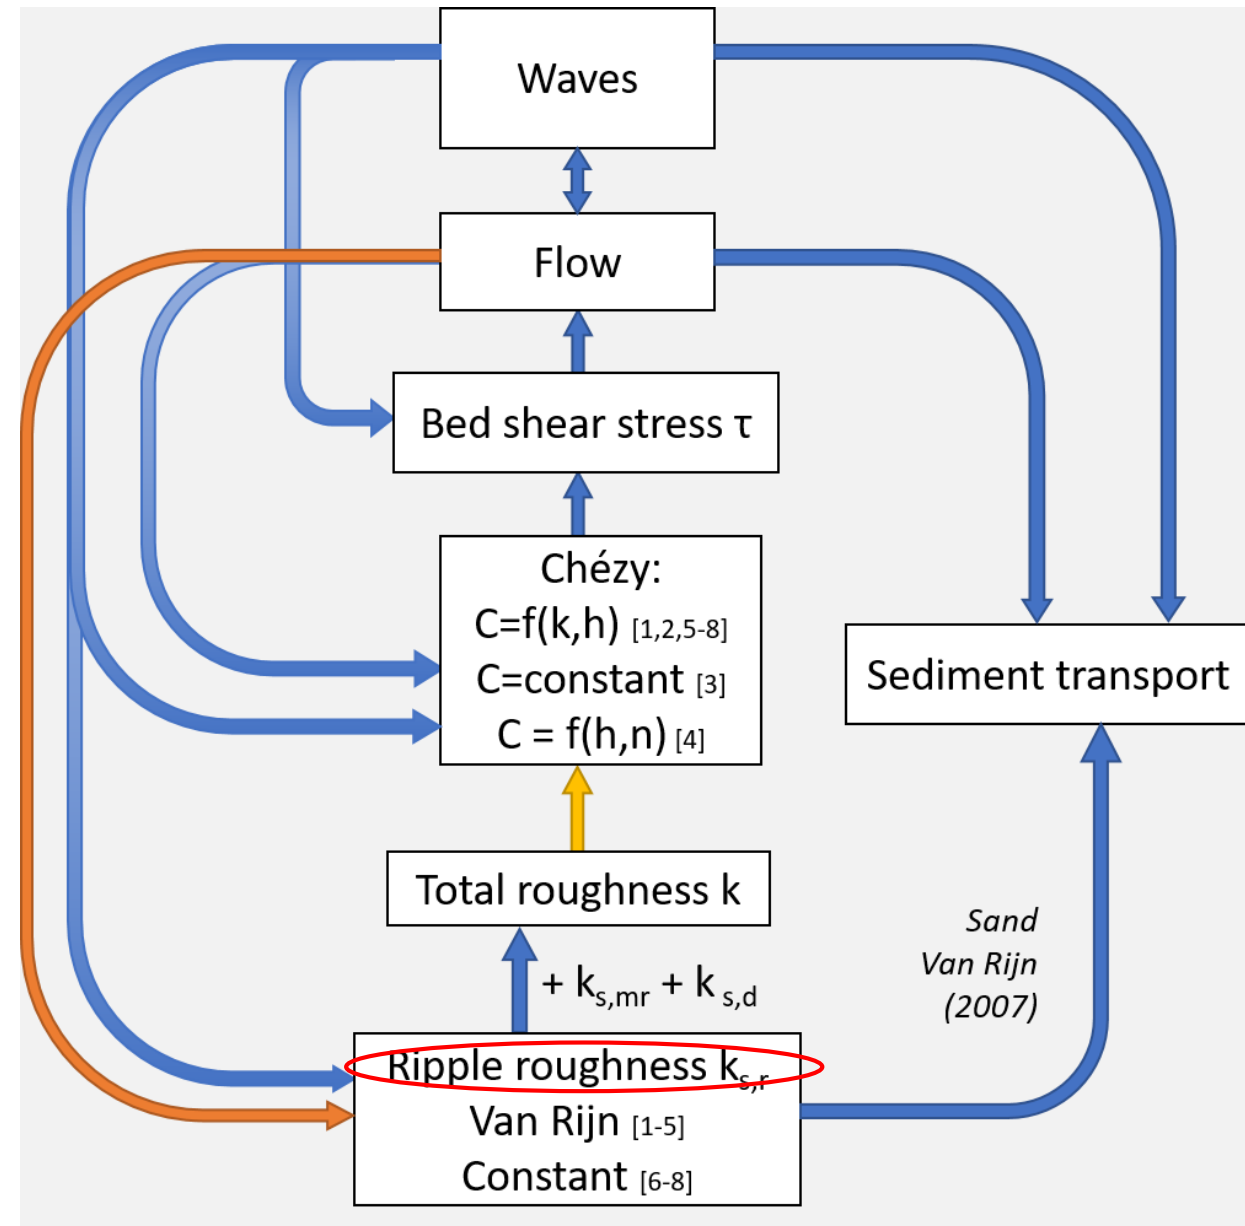 Waves
Flow
Bed shear stress τ
Chézy:
C=f(k,h) [1,2,5-8]
C=constant [3]
C = f(h,n) [4]
Sediment transport
Total roughness k
Sand
Van Rijn
(2007)
+ ks,mr + k s,d
Ripple roughness ks,r
Van Rijn [1-5]
Constant [6-8]